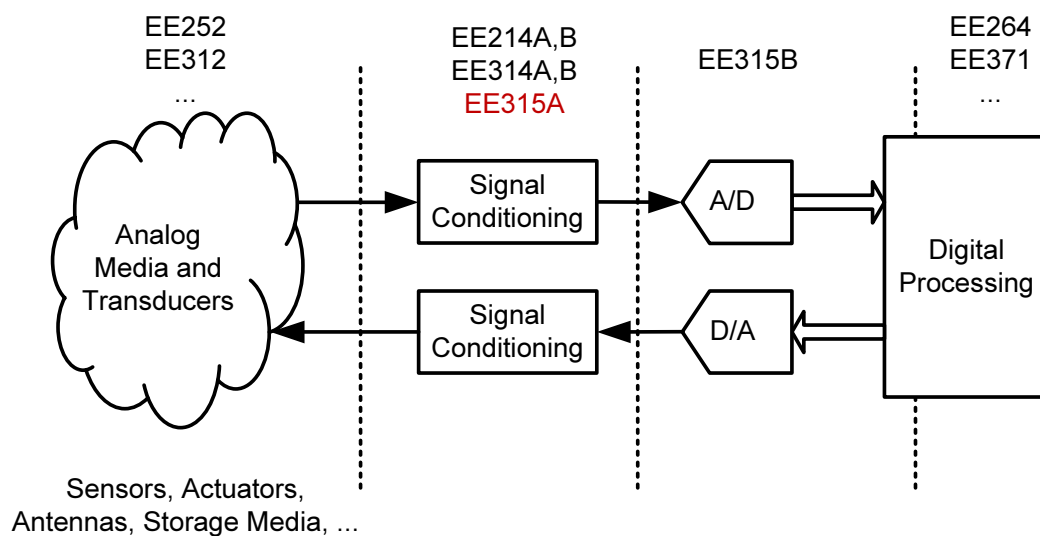 EE252
EE312
...
EE214A,B
EE314A,B
EE315A
EE315B
EE264
EE371
...
Analog
Media and
Transducers
Signal
Conditioning
A/D
Signal
Conditioning
D/A
Digital
Processing
Sensors, Actuators,
Antennas, Storage Media, ...